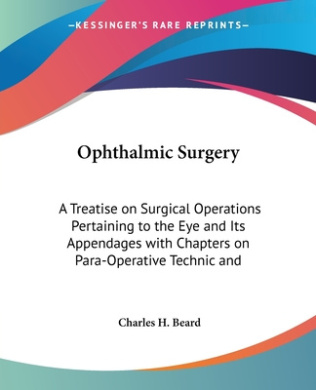 KESSINGER'S RARE REPRINTS
Ophthalmic Surgery
A Treatise on Surgical Operations
Pertaining to the Eye and Its
Appendages with Chapters on
Para-Operative Technic and
Charles H. Beard